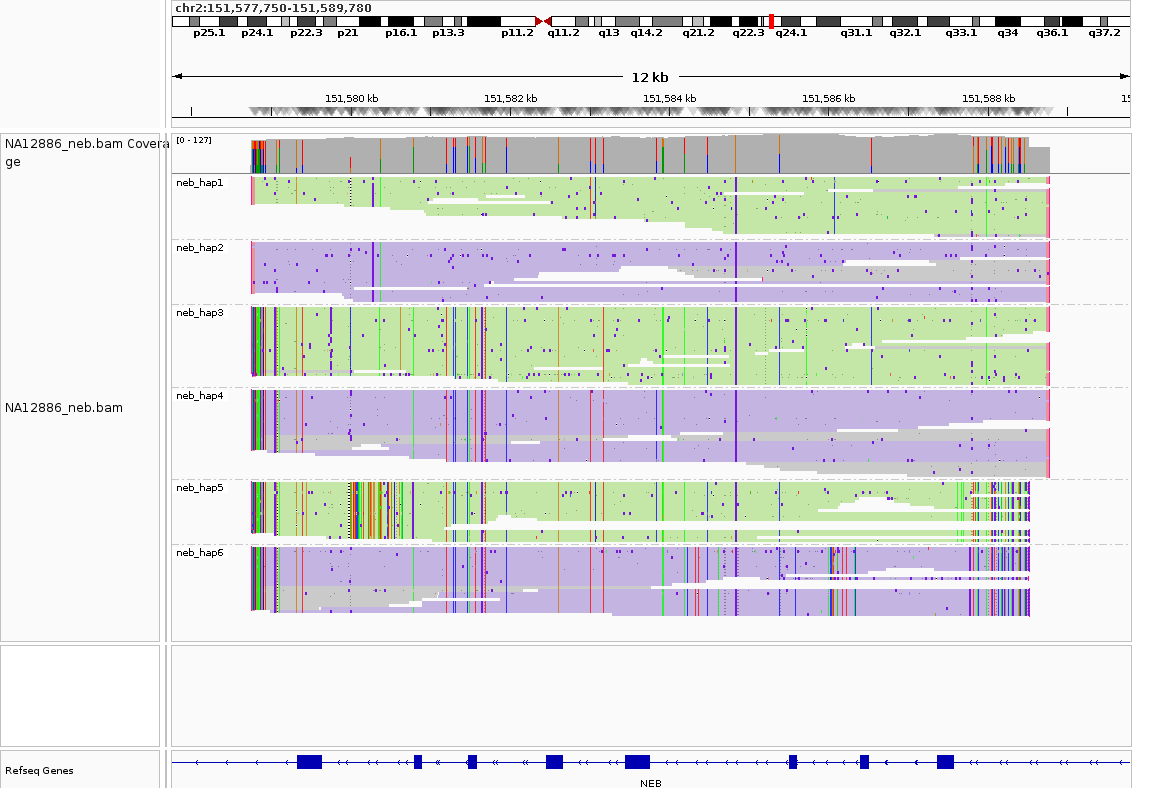 chr2:151,577,750-151,589,780
p25.1 p24.1 p22.3 p21 p16.1 p13.3 p11.2 q11.2 q13 q14.2 q21.2 q22.3 q24.1 q31.1 q32.1 q33.1 q34 q36.1 q37.2
12 kb
151,580 kb 151,582 kb 151,584 kb 151,586 kb 151,588 kb 15
NA12886_neb.bam Covera
ge
[0 - 127]
neb_hap1
neb_hap2
neb_hap3
neb_hap4
NA12886_neb.bam
neb_hap5
neb_hap6
Refseq Genes
NEB